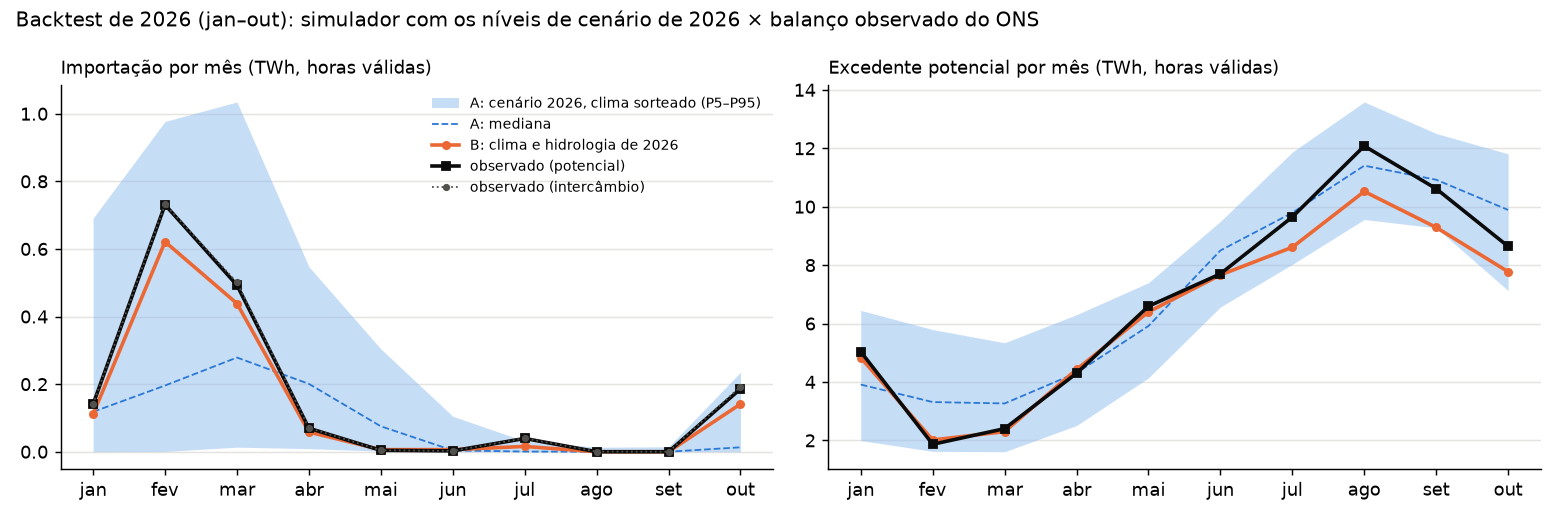 Backtest de 2026 (jan–out): simulador com os níveis de cenário de 2026 × balanço observado do ONS
Importação por mês (TWh, horas válidas)
1.0
0.8
0.6
0.4
0.2
0.0
A: cenário 2026, clima sorteado (P5–P95)
A: mediana
B: clima e hidrologia de 2026
observado (potencial)
observado (intercâmbio)
jan fev mar abr mai jun jul ago set out
Excedente potencial por mês (TWh, horas válidas)
14
12
10
8
6
4
2
jan fev mar abr mai jun jul ago set out